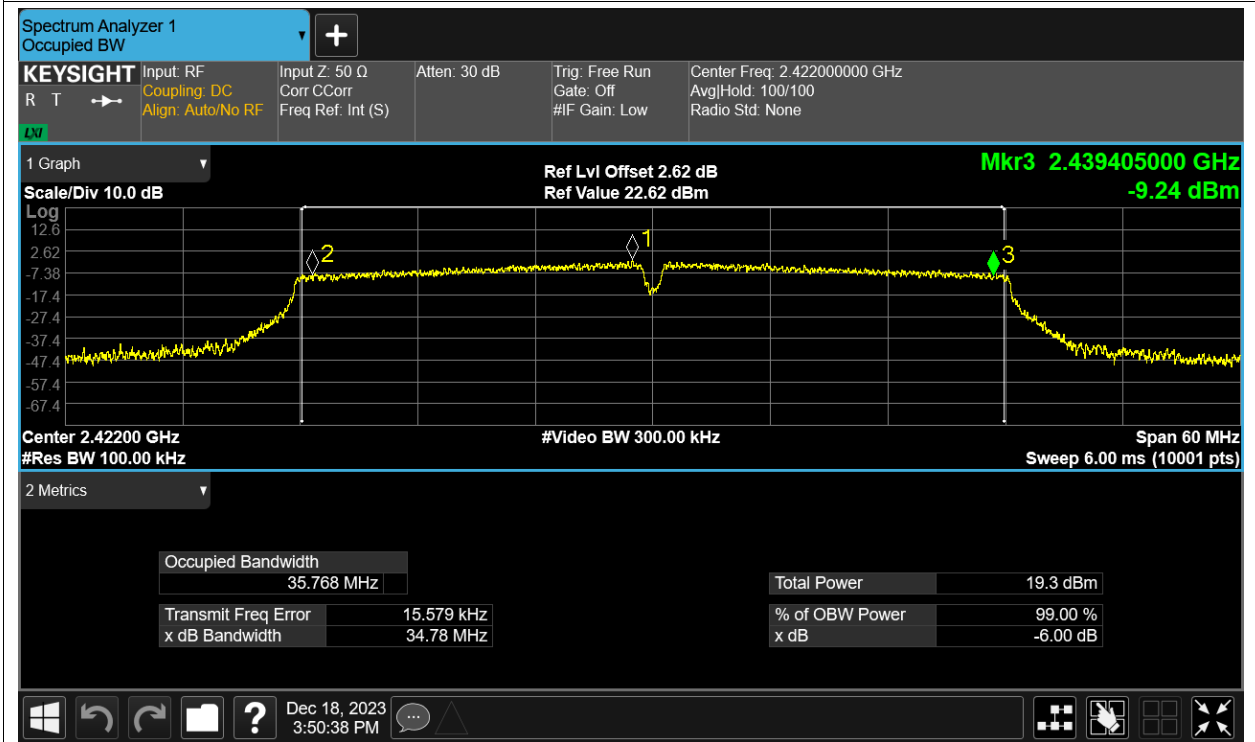 Spectrum Analyzer 1
Occupied BW
+
KEYSIGHT
R T
LXI
Input: RF
Coupling: DC
Align: Auto/No RF
Input Z: 50 Ω
Corr CCorr
Freq Ref: Int (S)
Atten: 30 dB
Trig: Free Run
Gate: Off
#IF Gain: Low
Center Freq: 2.422000000 GHz
Avg|Hold: 100/100
Radio Std: None
1 Graph
Scale/Div 10.0 dB
Ref Lvl Offset 2.62 dB
Ref Value 22.62 dBm
Mkr3 2.439405000 GHz
-9.24 dBm
Log
12.6
2.62
-7.38
-17.4
-27.4
-37.4
-47.4
-57.4
-67.4
2
1
3
Center 2.42200 GHz
#Video BW 300.00 kHz
Span 60 MHz
#Res BW 100.00 kHz
Sweep 6.00 ms (10001 pts)
2 Metrics
Occupied Bandwidth
35.768 MHz
Total Power 19.3 dBm
Transmit Freq Error 15.579 kHz
% of OBW Power 99.00 %
x dB Bandwidth 34.78 MHz
x dB -6.00 dB
?
Dec 18, 2023
3:50:38 PM